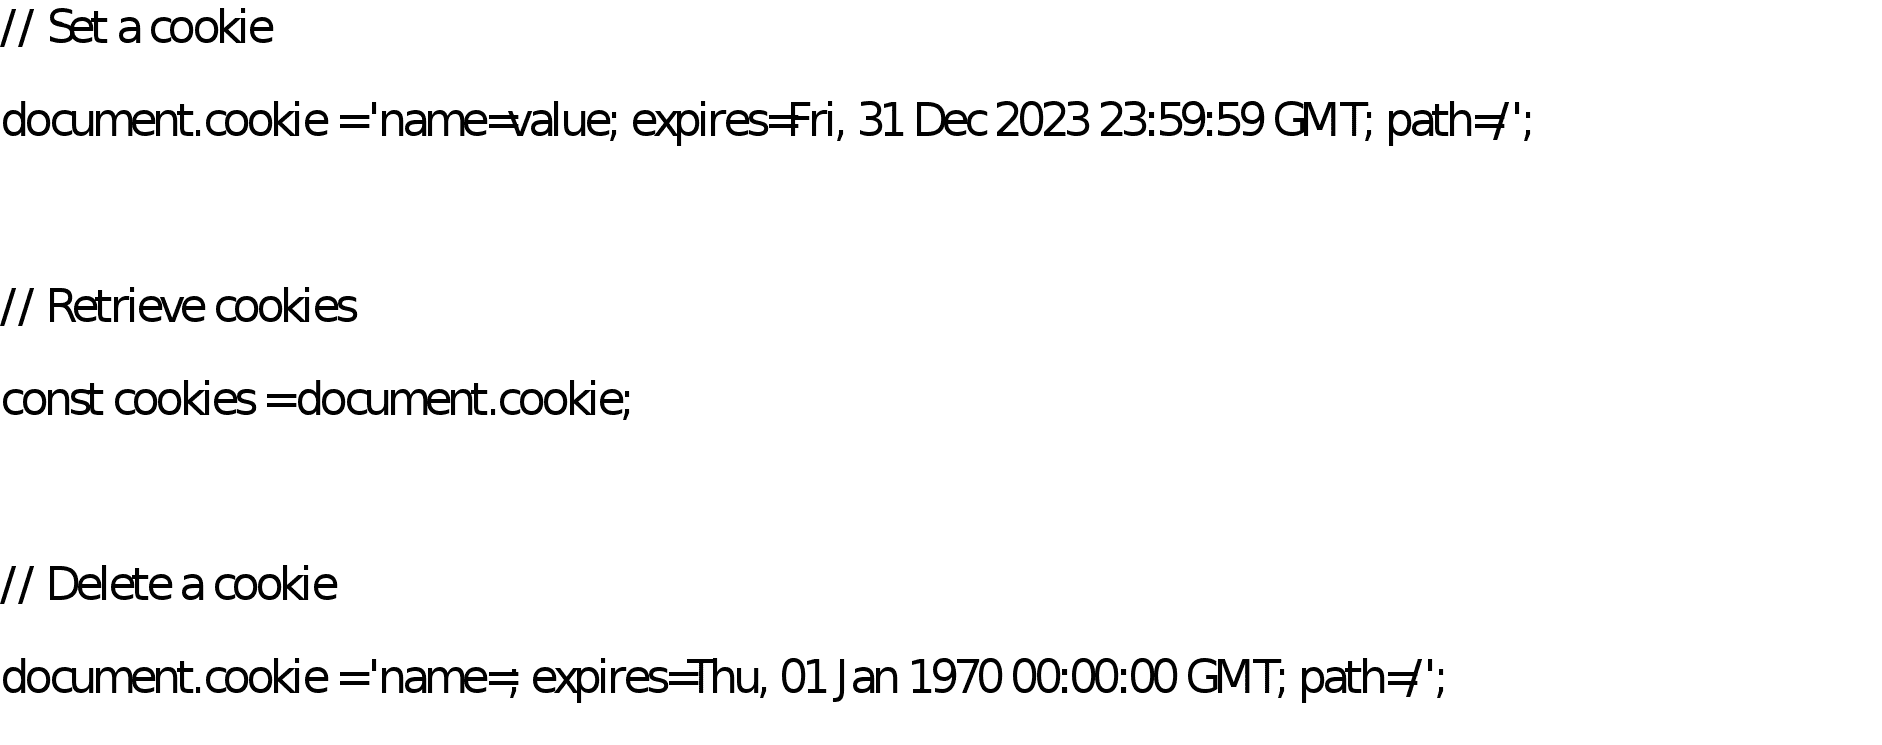 // Set a cookie
document.cookie = 'name=value; expires=Fri, 31 Dec 2023 23:59:59 GMT; path=/';
// Retrieve cookies
const cookies = document.cookie;
// Delete a cookie
document.cookie = 'name=; expires=Thu, 01 Jan 1970 00:00:00 GMT; path=/';